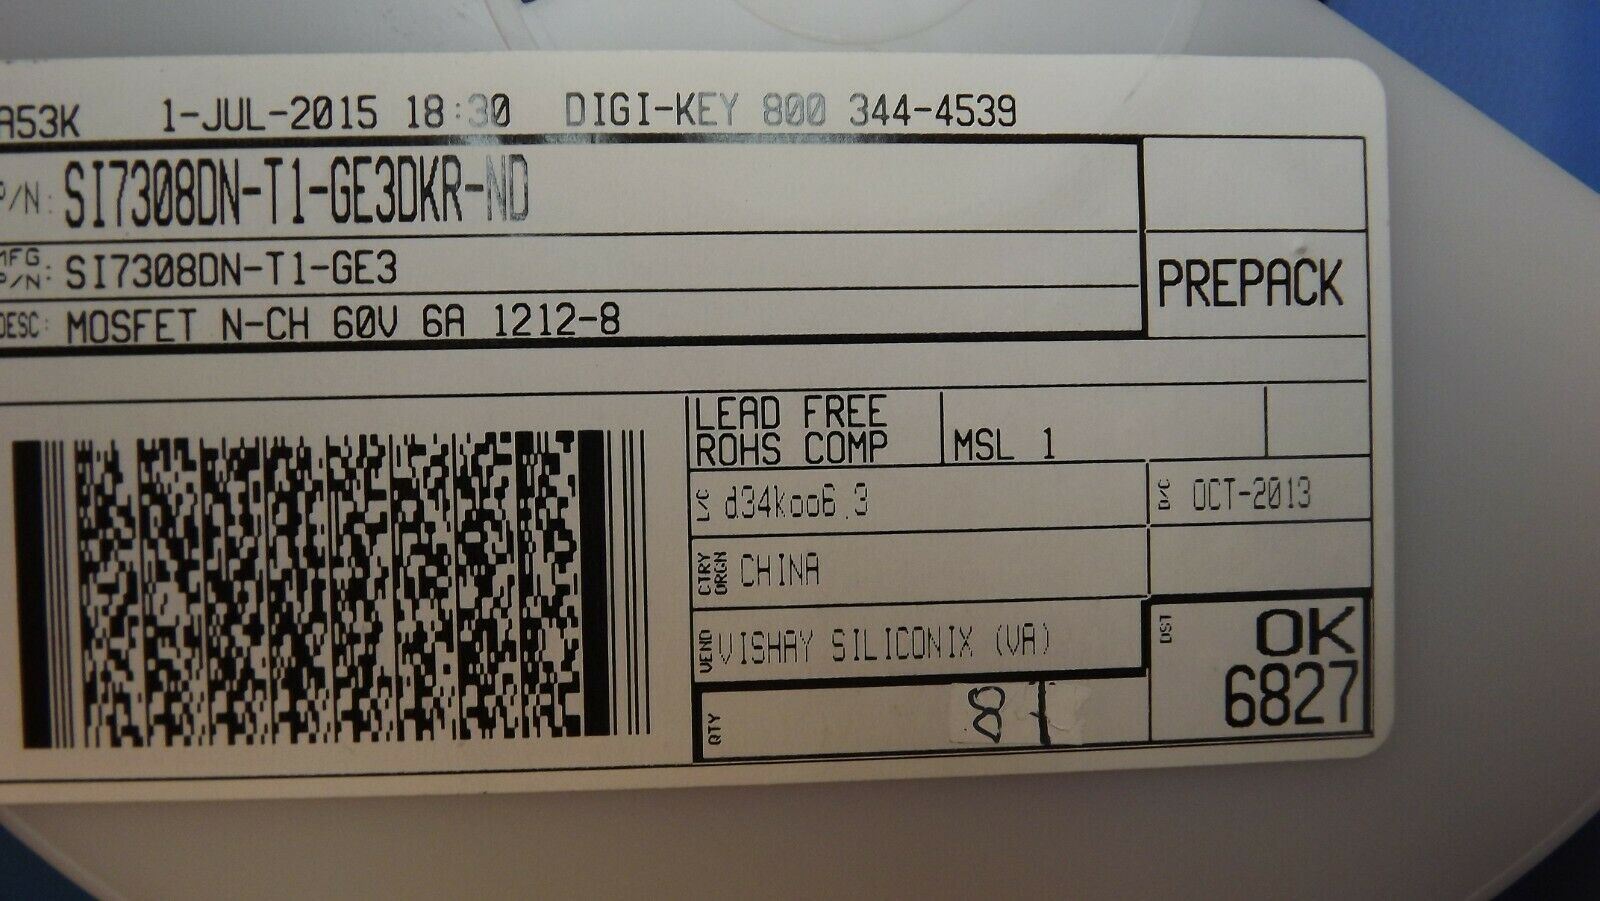 A53K 1-JUL-2015 18:30 DIGI-KEY 800 344-4539
P/N: SI7308DN-T1-GE3DKR-ND
MFG P/N: SI7308DN-T1-GE3
PREPACK
DESC: MOSFET N-CH 60V 6A 1212-8
LEAD FREE
ROHS COMP
MSL 1
L/C d34koo6.3
D/C OCT-2013
CTRY ORGN CHINA
VEND VISHAY SILICONIX (VA)
DST OK
6827
QTY